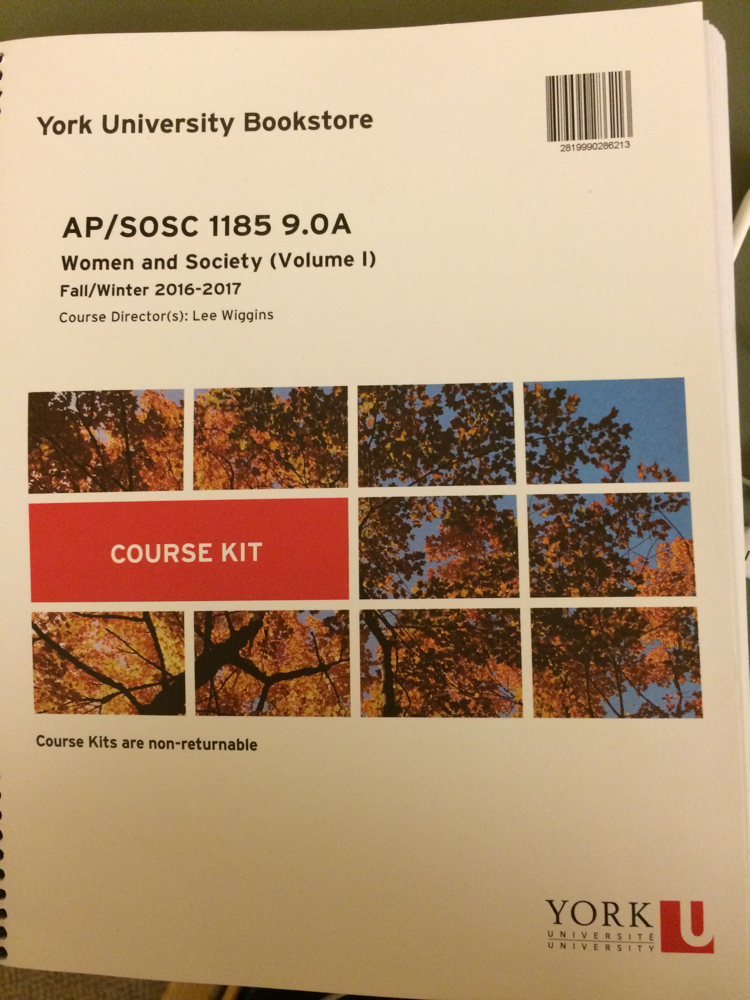 York University Bookstore
2819990286213
AP/SOSC 1185 9.0A
Women and Society (Volume I)
Fall/Winter 2016-2017
Course Director(s): Lee Wiggins
COURSE KIT
Course Kits are non-returnable
YORK U
UNIVERSITÉ
UNIVERSITY